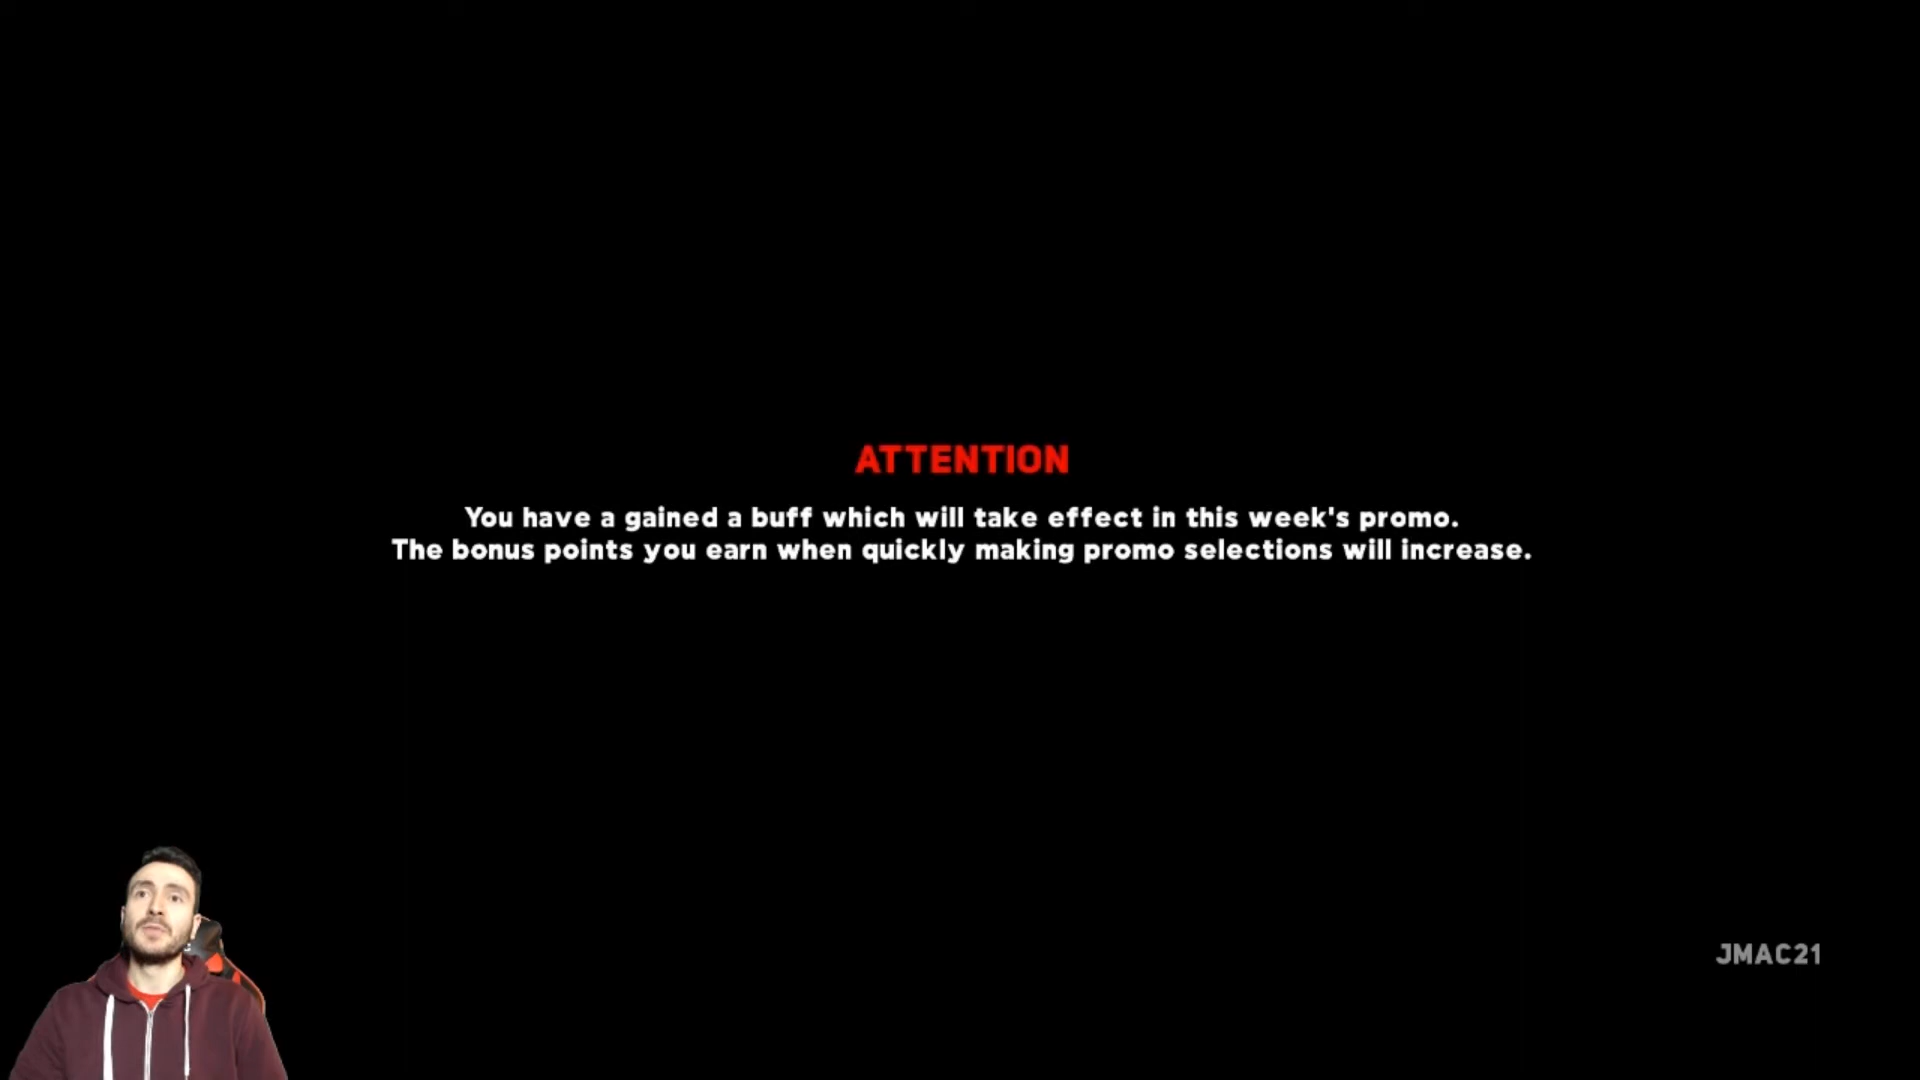 ATTENTION
You have a gained a buff which will take effect in this week's promo.
The bonus points you earn when quickly making promo selections will increase.
JMAC21